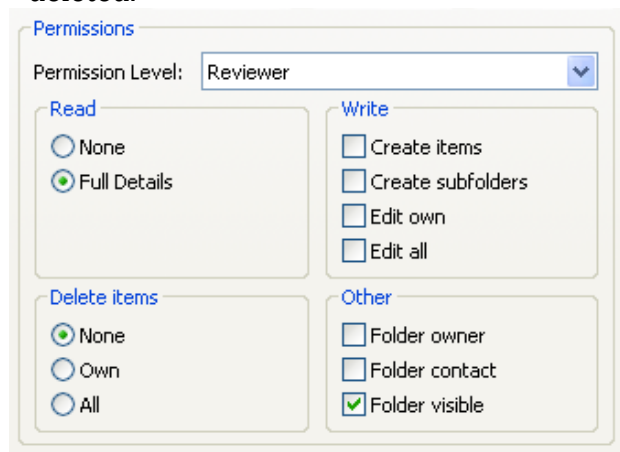 deleted.
Permissions
Permission Level: Reviewer
Read
None
Full Details
Write
Create items
Create subfolders
Edit own
Edit all
Delete items
None
Own
All
Other
Folder owner
Folder contact
Folder visible